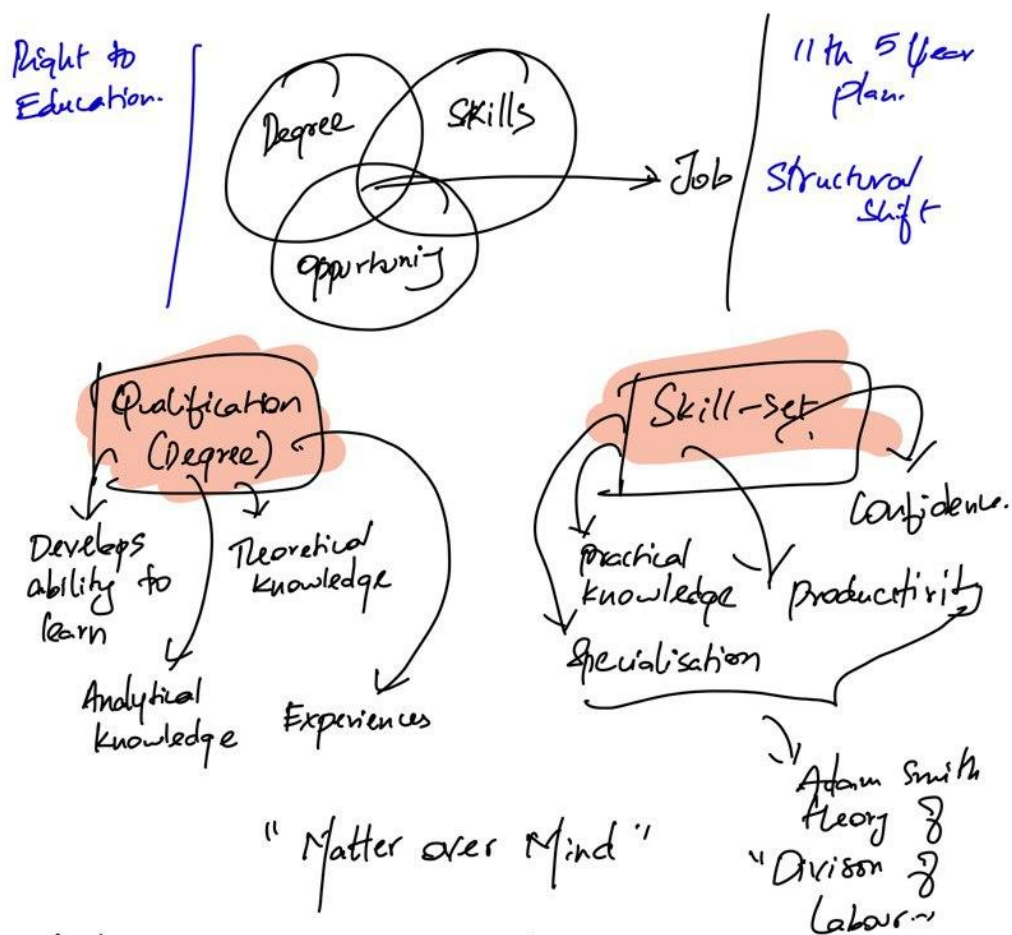 Right to
Education.
Degree
Skills
Oppurtunity
Job
11th 5 Year
plan.
Structural
Shift
Qualification
(Degree)
Develops
ability to
learn
Theoretical
knowledge
Analytical
knowledge
Experiences
Skill-set
Confidence.
Practical
knowledge
Productivity
Specialisation
Adam Smith
theory of
"Divison of
Labour"
"Matter over Mind"